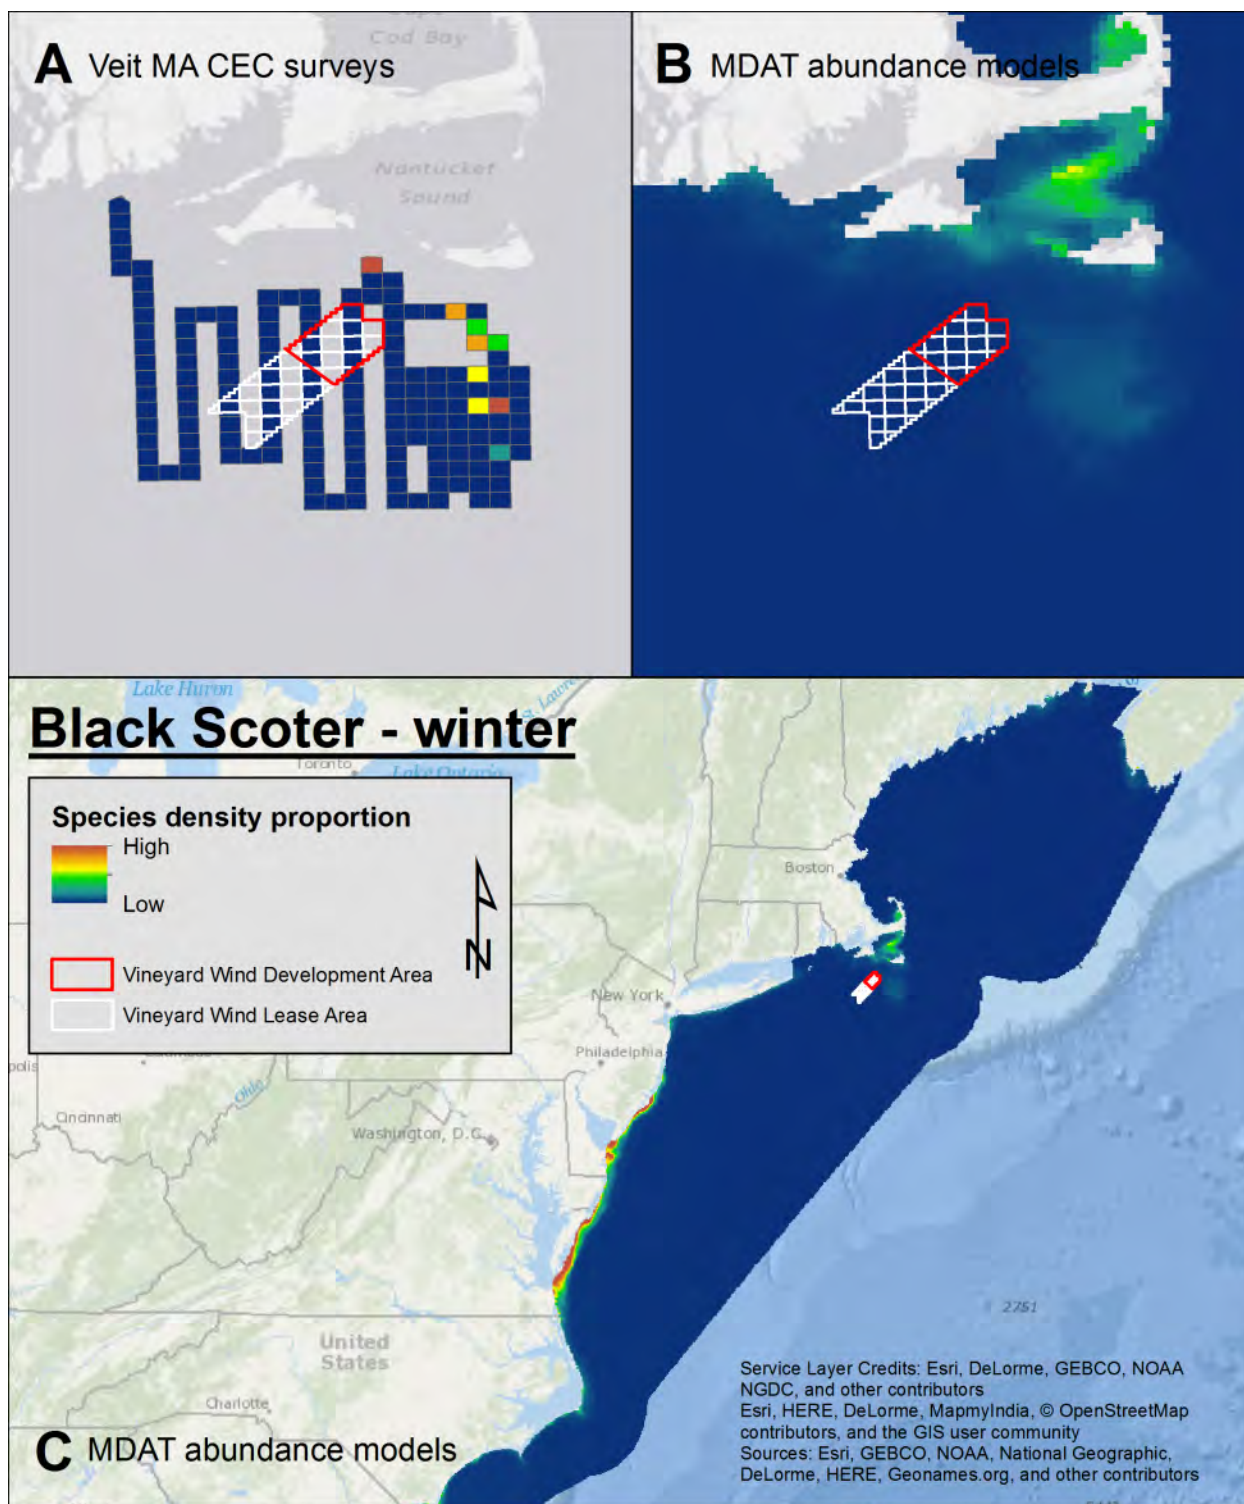 Cod Bay
A Veit MA CEC surveys
Nantucket
Sound
B MDAT abundance models
Lake Huron
St. Lawre
Black Scoter - winter
Toronto
Lake Ontario
Species density proportion
High
Low
N
Vineyard Wind Development Area
Vineyard Wind Lease Area
Boston
New York
Philadelphia
polis
Ohio
Cincinnati
Washington, D.C.
2751
United
States
Charlotte
C MDAT abundance models
Service Layer Credits: Esri, DeLorme, GEBCO, NOAA
NGDC, and other contributors
Esri, HERE, DeLorme, MapmyIndia, © OpenStreetMap
contributors, and the GIS user community
Sources: Esri, GEBCO, NOAA, National Geographic,
DeLorme, HERE, Geonames.org, and other contributors